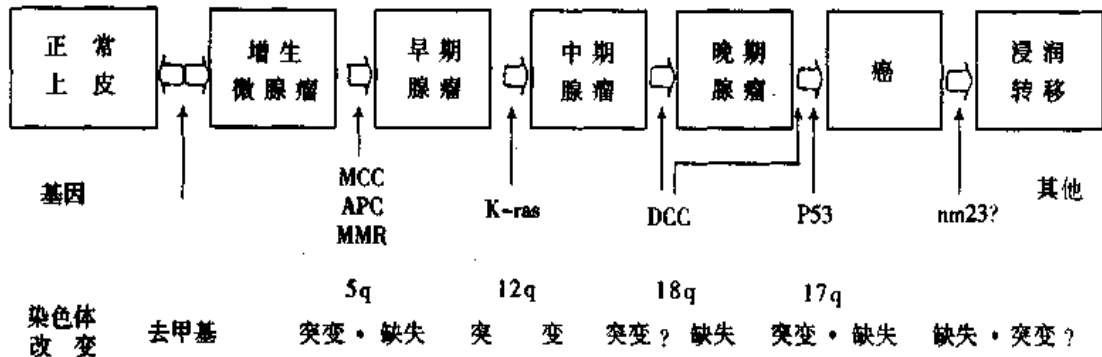 正常 增生 早期 中期 晚期 癌 浸润
上皮 微腺瘤 腺瘤 腺瘤 腺瘤 转移
MCC
基因 APC K-ras DCC P53 nm23? 其他
MMR
5q 12q 18q 17q
染色体
改变 去甲基 突变·缺失 突变 突变? 缺失 突变·缺失 缺失·突变?